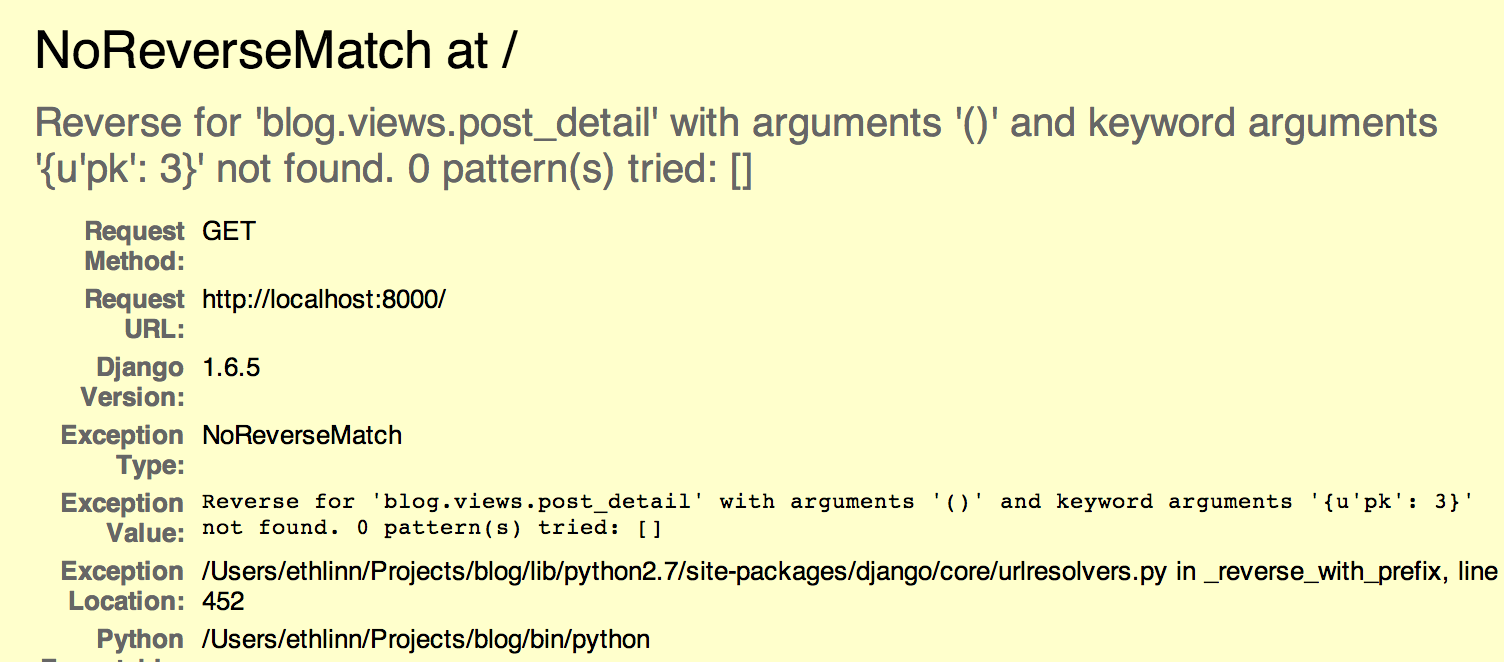 NoReverseMatch at /
Reverse for 'blog.views.post_detail' with arguments '()' and keyword arguments
'{u'pk': 3}' not found. 0 pattern(s) tried: []
Request Method: GET
Request URL: http://localhost:8000/
Django Version: 1.6.5
Exception Type: NoReverseMatch
Exception Value: Reverse for 'blog.views.post_detail' with arguments '()' and keyword arguments '{u'pk': 3}'
not found. 0 pattern(s) tried: []
Exception Location: /Users/ethlinn/Projects/blog/lib/python2.7/site-packages/django/core/urlresolvers.py in _reverse_with_prefix, line
452
Python /Users/ethlinn/Projects/blog/bin/python